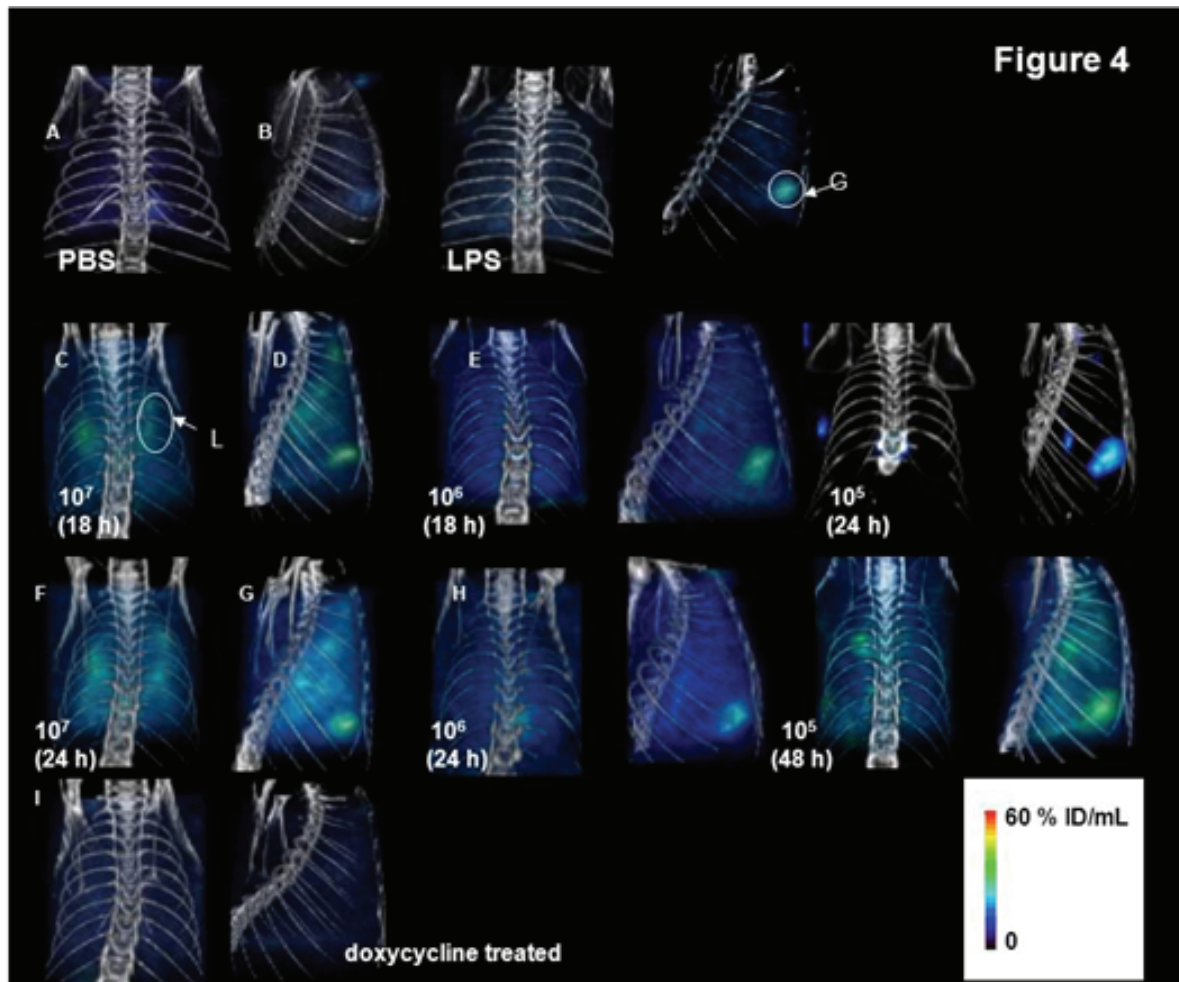 Figure 4
A
B
G
PBS
LPS
C
D
E
L
10⁷
(18 h)
10⁶
(18 h)
10⁵
(24 h)
F
G
H
10⁷
(24 h)
10⁶
(24 h)
10⁵
(48 h)
I
60 % ID/mL
0
doxycycline treated